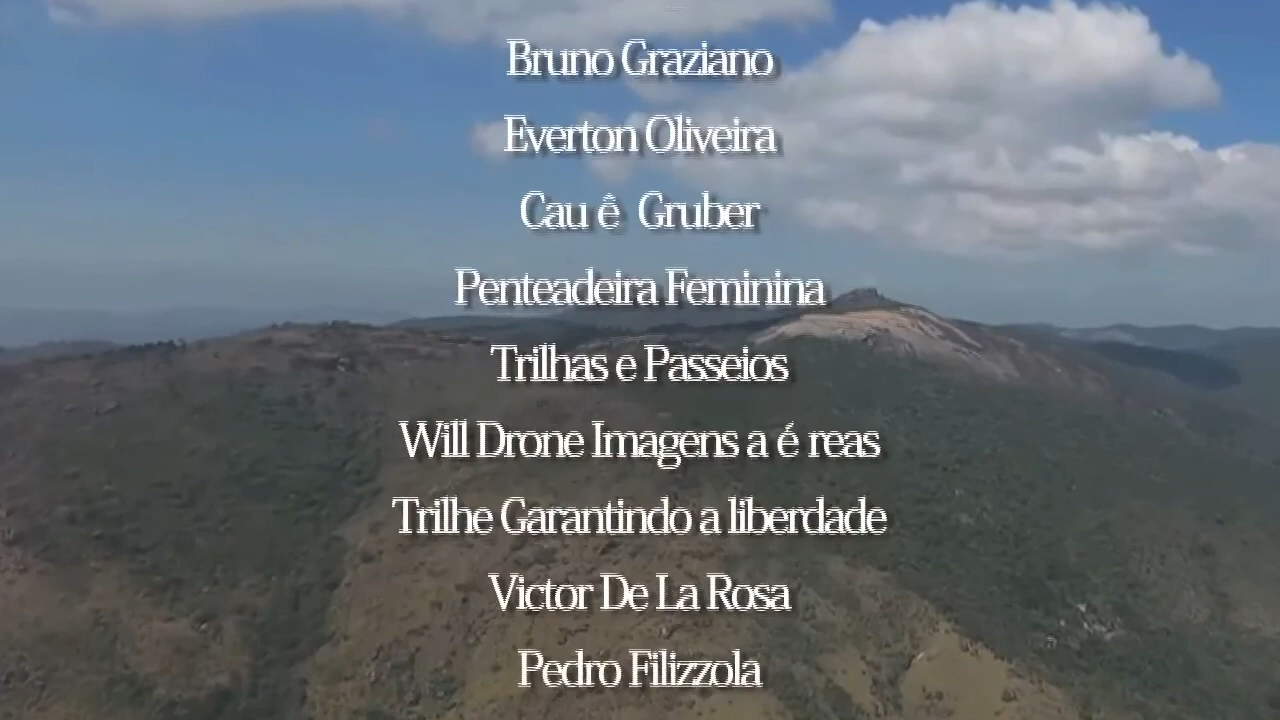 Bruno Graziano
Everton Oliveira
Cau ê Gruber
Penteadeira Feminina
Trilhas e Passeios
Will Drone Imagens a é reas
Trilhe Garantindo a liberdade
Victor De La Rosa
Pedro Filizzola